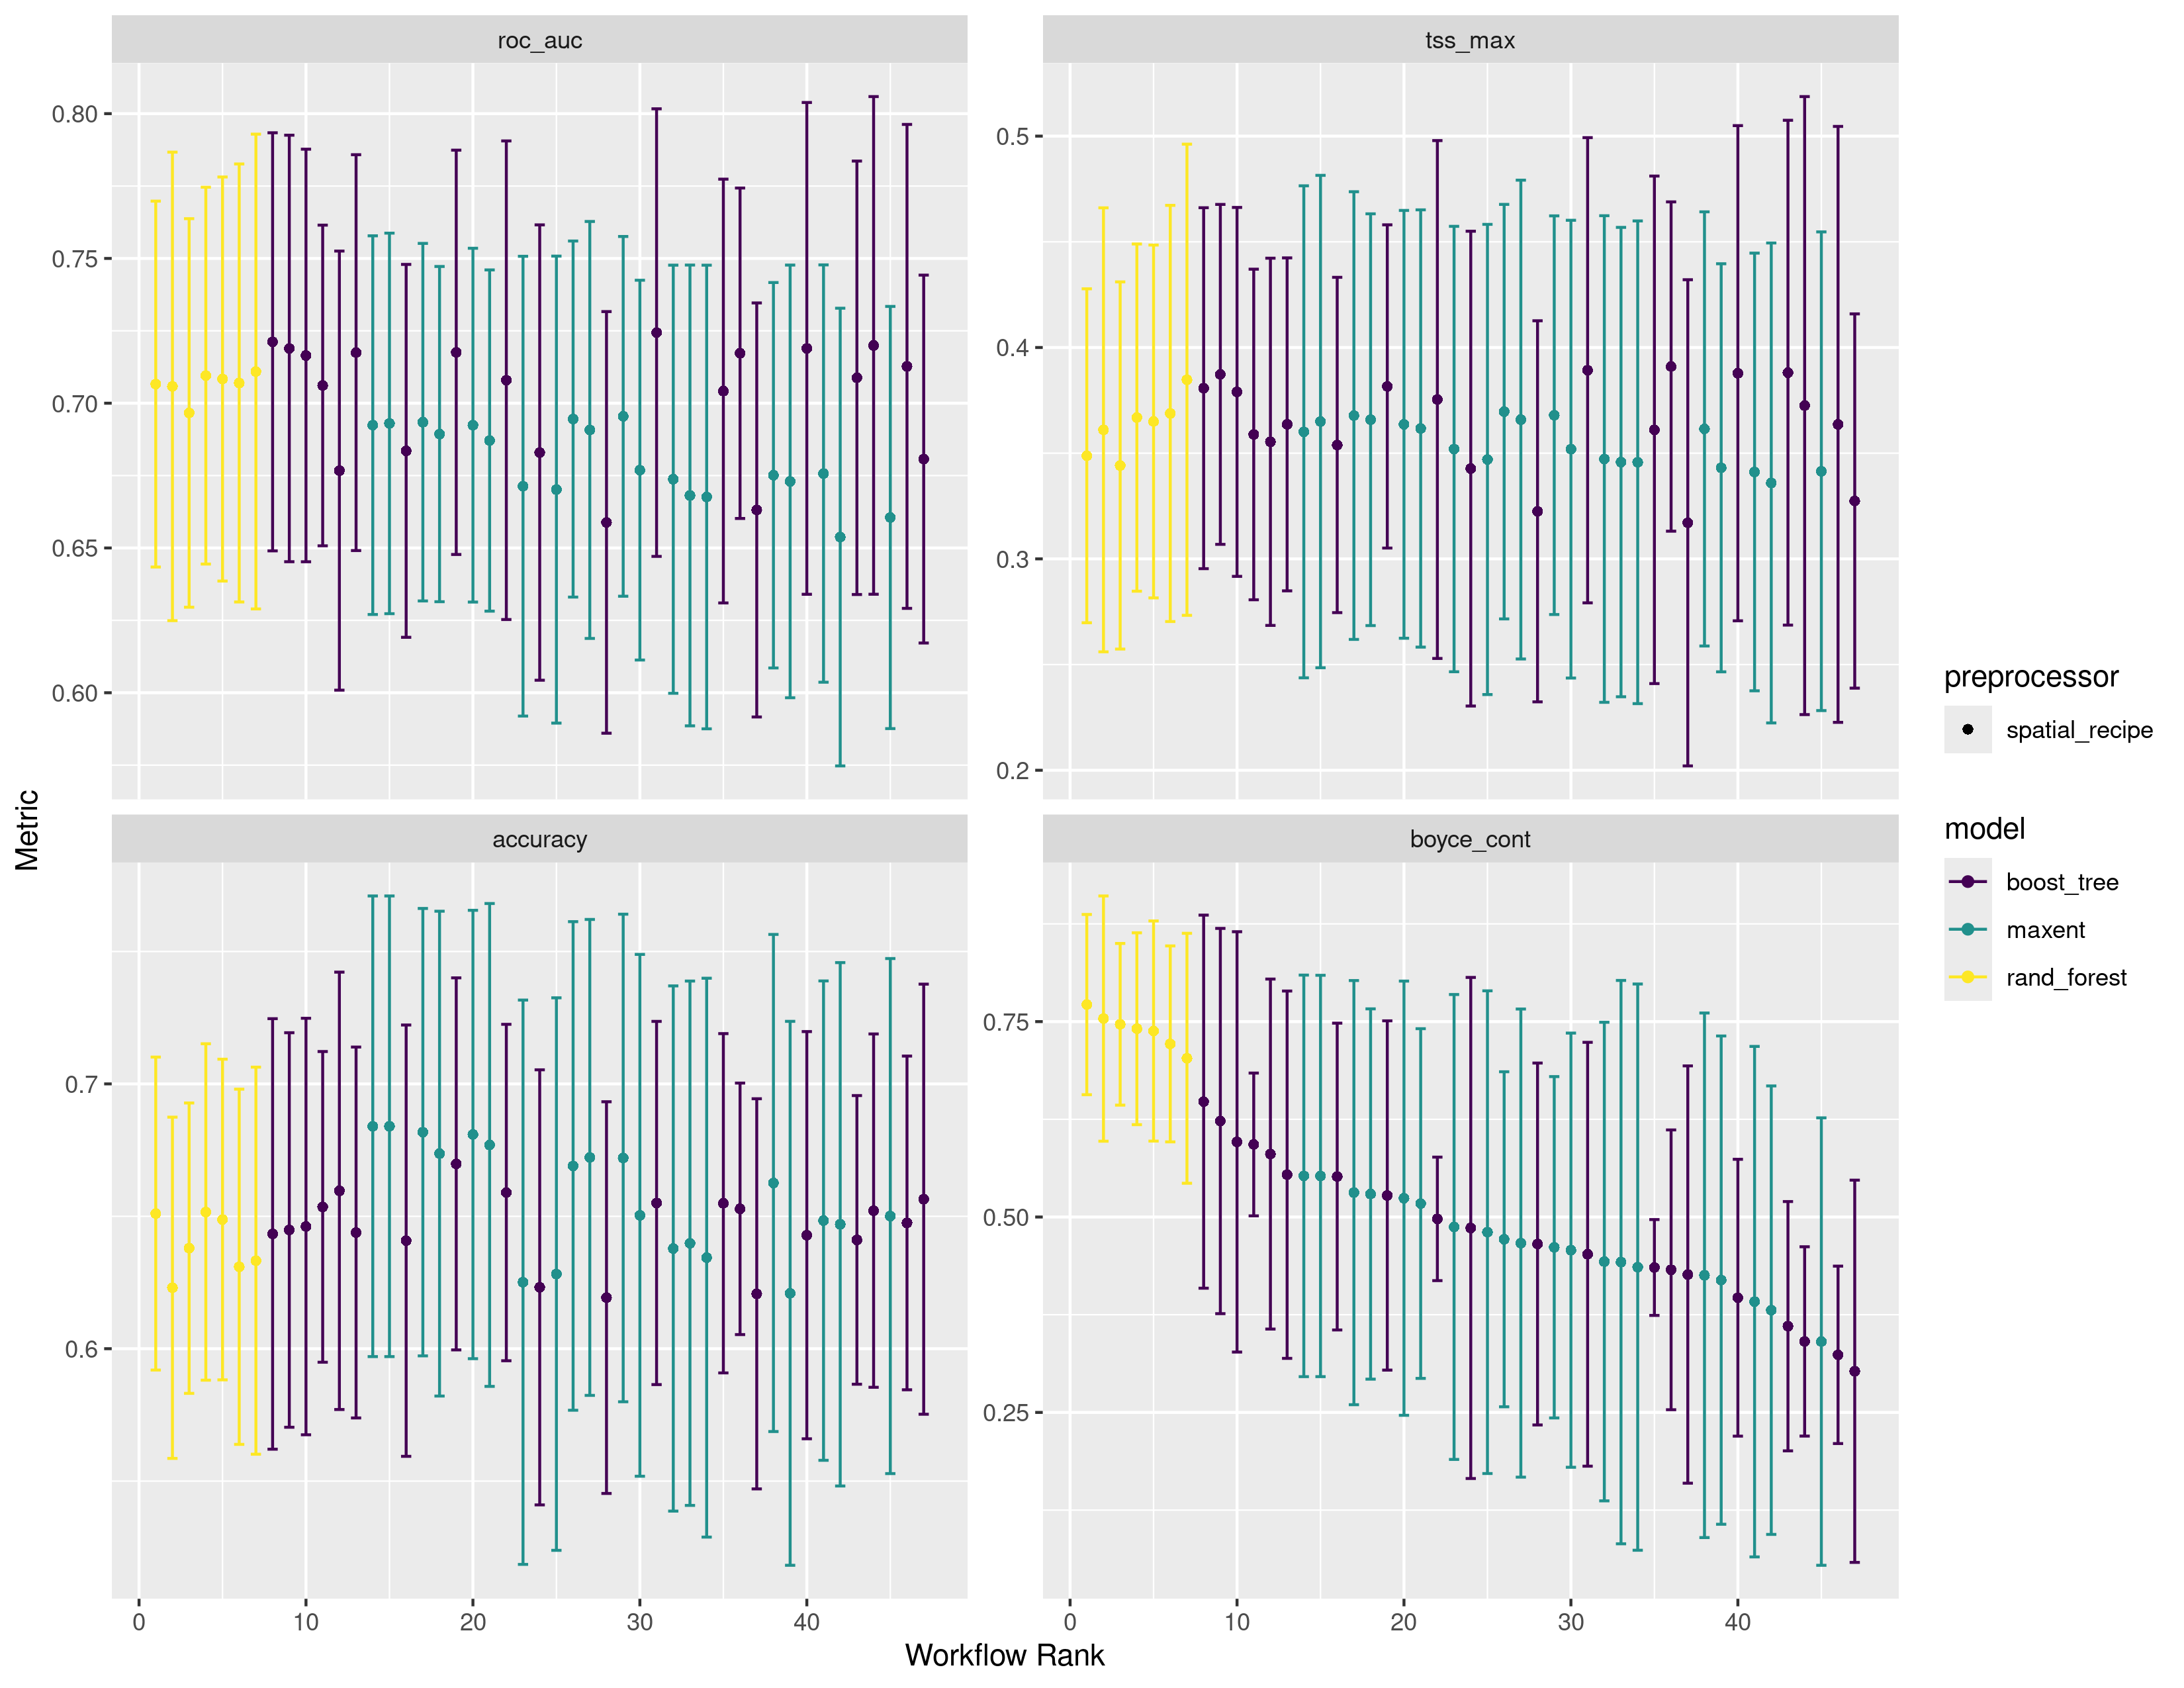 roc_auc
tss_max
0.80
0.75
0.70
0.65
0.60
0.5
0.4
0.3
0.2
accuracy
boyce_cont
0.7
0.6
0.75
0.50
0.25
0 10 20 30 40
0 10 20 30 40
Metric
Workflow Rank
preprocessor
spatial_recipe
model
boost_tree
maxent
rand_forest